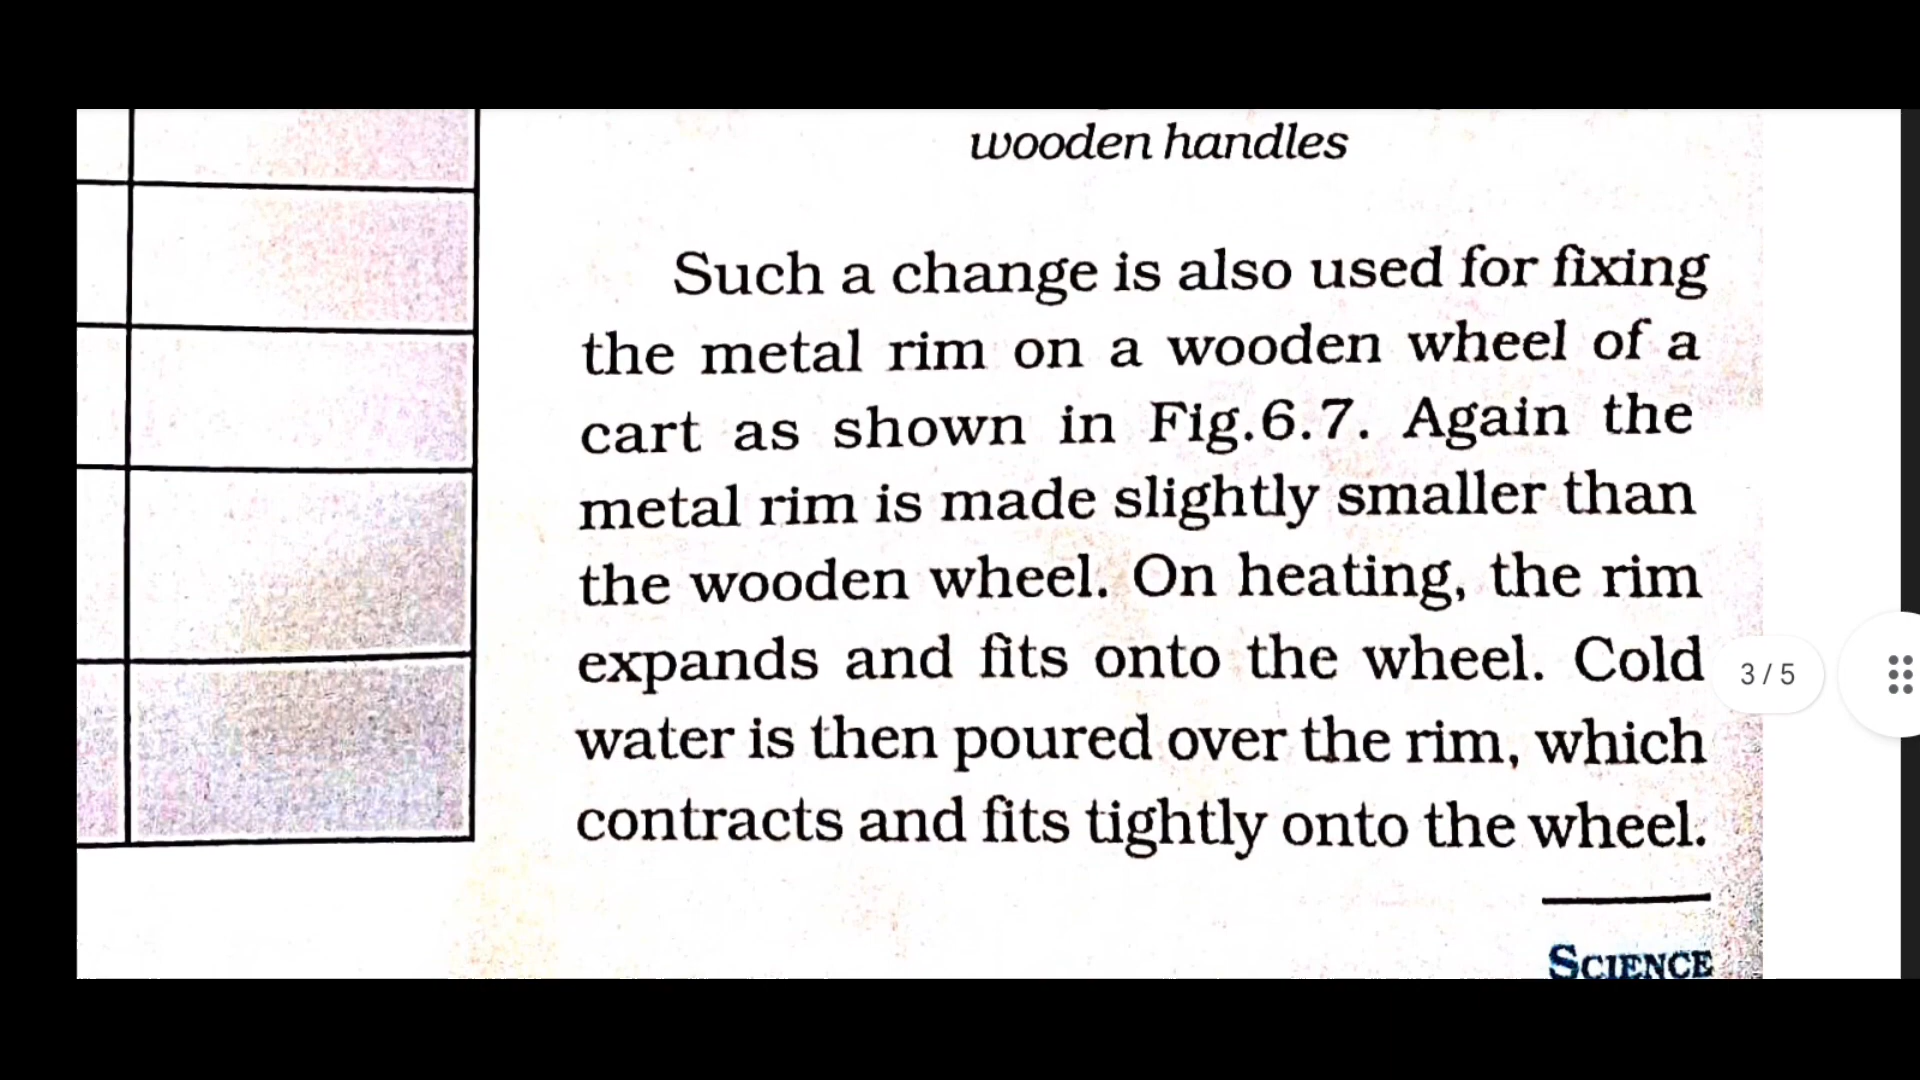 wooden handles
Such a change is also used for fixing
the metal rim on a wooden wheel of a
cart as shown in Fig.6.7. Again the
metal rim is made slightly smaller than
the wooden wheel. On heating, the rim
expands and fits onto the wheel. Cold
water is then poured over the rim, which
contracts and fits tightly onto the wheel.
3 / 5
SCIENCE